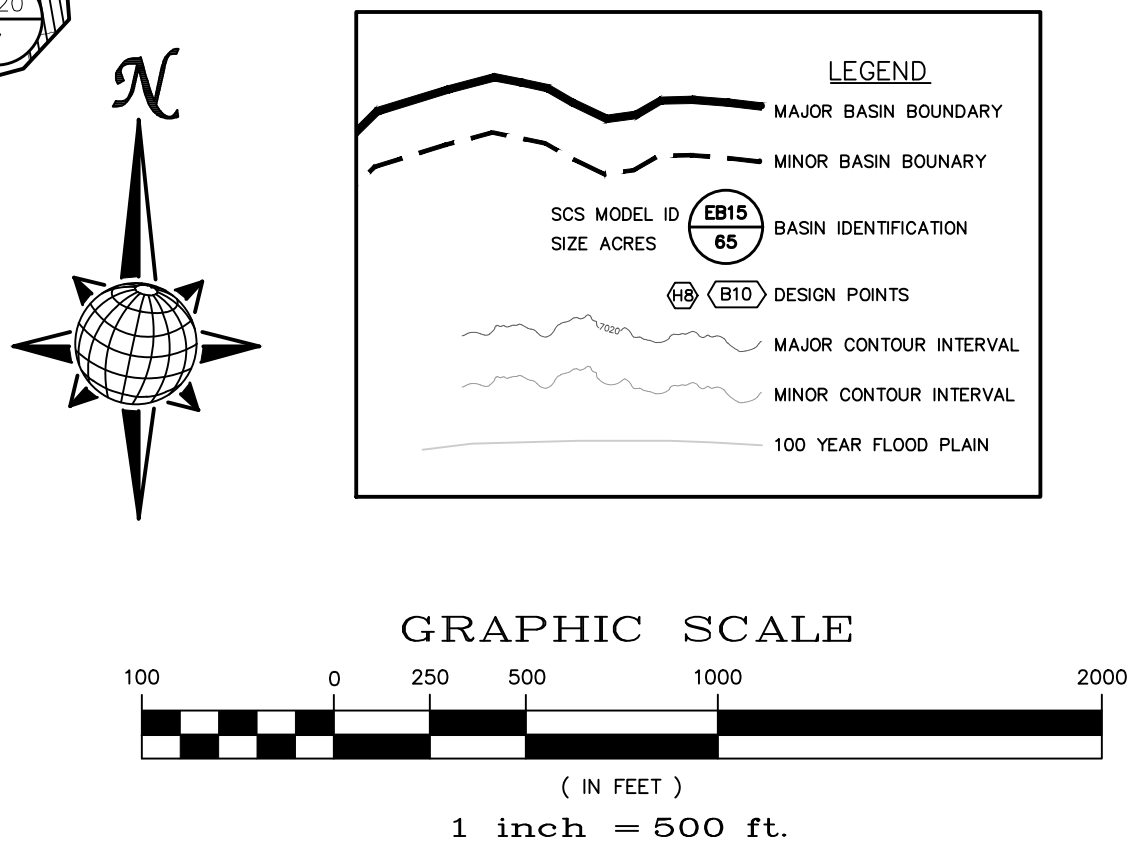 20
N
LEGEND
MAJOR BASIN BOUNDARY
MINOR BASIN BOUNARY
SCS MODEL ID
SIZE ACRES
EB15
65
BASIN IDENTIFICATION
H8 B10 DESIGN POINTS
7020
MAJOR CONTOUR INTERVAL
MINOR CONTOUR INTERVAL
100 YEAR FLOOD PLAIN
GRAPHIC SCALE
100 0 250 500 1000 2000
( IN FEET )
1 inch = 500 ft.